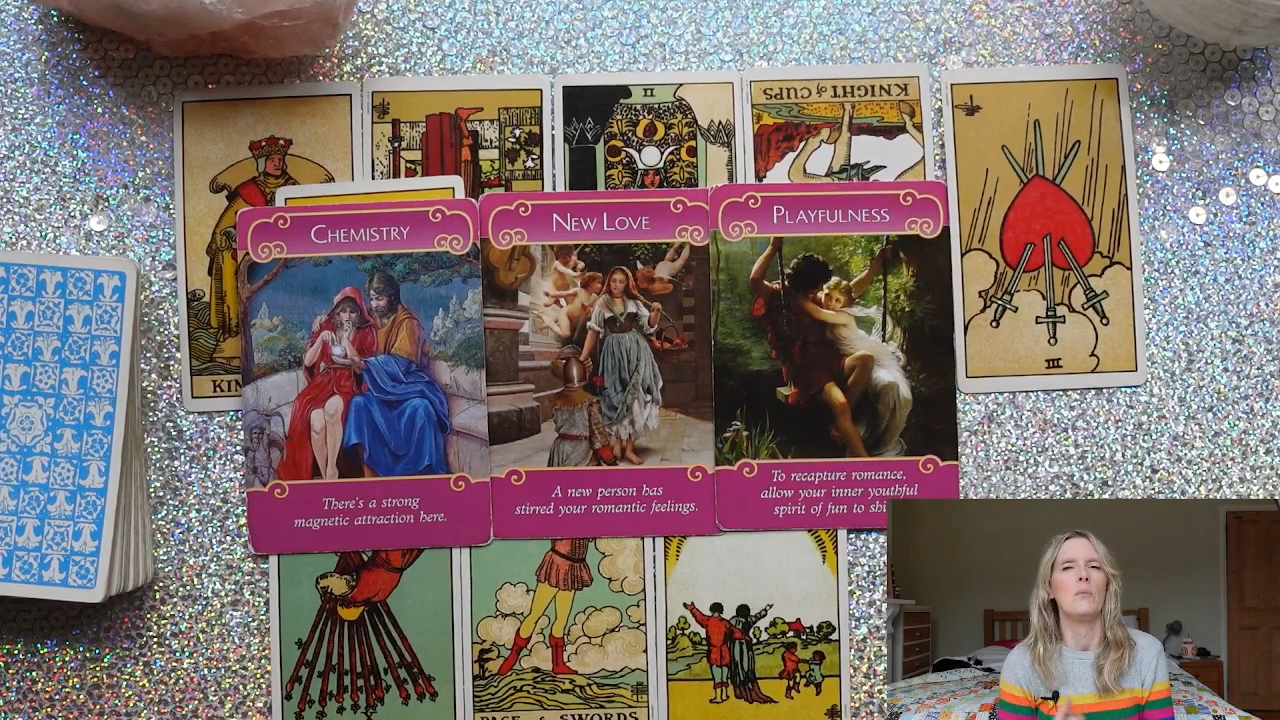 II
KNIGHT of CUPS
KIN
CHEMISTRY
NEW LOVE
PLAYFULNESS
III
There's a strong
magnetic attraction here.
A new person has
stirred your romantic feelings.
To recapture romance,
allow your inner youthful
spirit of fun to shi
PAGE of SWORDS